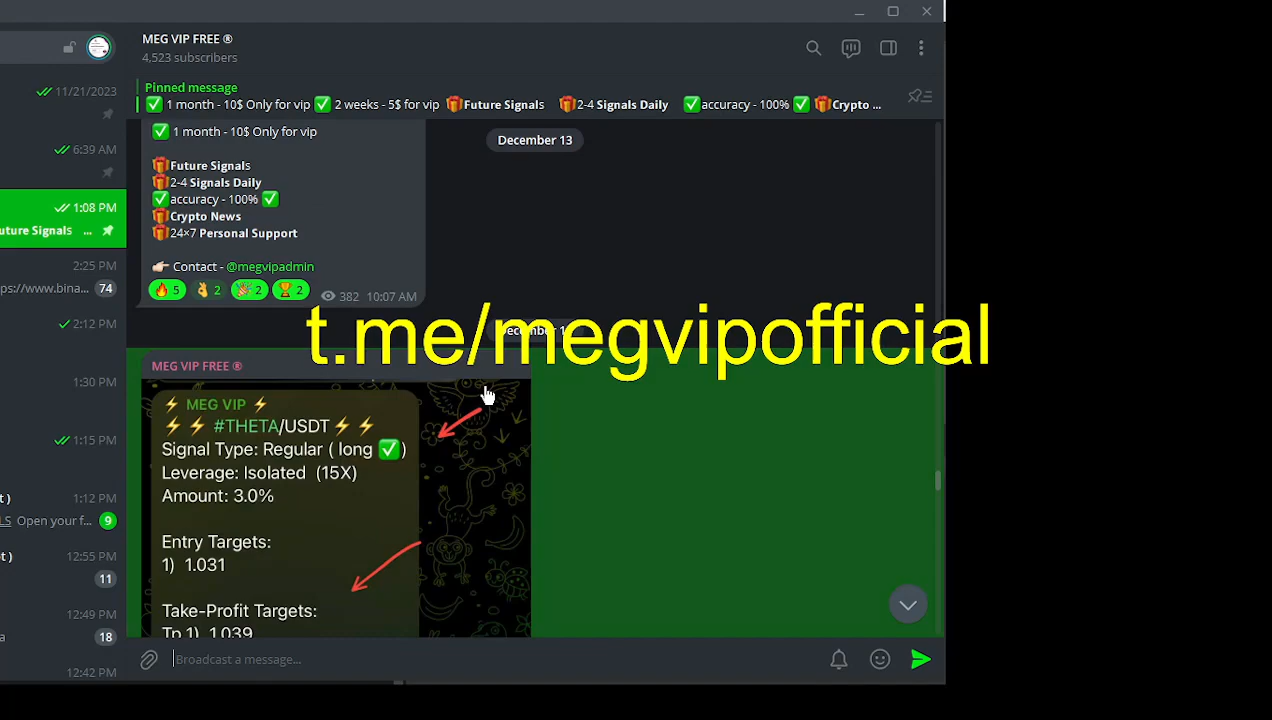 MEG VIP FREE ®
4,523 subscribers
11/21/2023
Pinned message
✅ 1 month - 10$ Only for vip ✅ 2 weeks - 5$ for vip 🎁Future Signals 🎁2-4 Signals Daily ✅accuracy - 100% ✅ 🎁Crypto ...
✅ 1 month - 10$ Only for vip
December 13
6:39 AM
🎁Future Signals
🎁2-4 Signals Daily
✅accuracy - 100% ✅
1:08 PM
🎁Crypto News
uture Signals ...
🎁24×7 Personal Support
2:25 PM
👉🏻 Contact - @megvipadmin
ps://www.bina... 74
🔥 5 👌 2 🎉 2 🏆 2 382 10:07 AM
2:12 PM
t.me/megvipofficial
MEG VIP FREE ®
1:30 PM
⚡ MEG VIP ⚡
⚡ ⚡ #THETA/USDT ⚡ ⚡
1:15 PM
Signal Type: Regular ( long ✅)
Leverage: Isolated (15X)
Amount: 3.0%
t ) 1:12 PM
LS Open your f... 9
Entry Targets:
t ) 12:55 PM
1) 1.031
11
Take-Profit Targets:
12:49 PM
Tp 1) 1.039
a 18
Broadcast a message...
12:42 PM